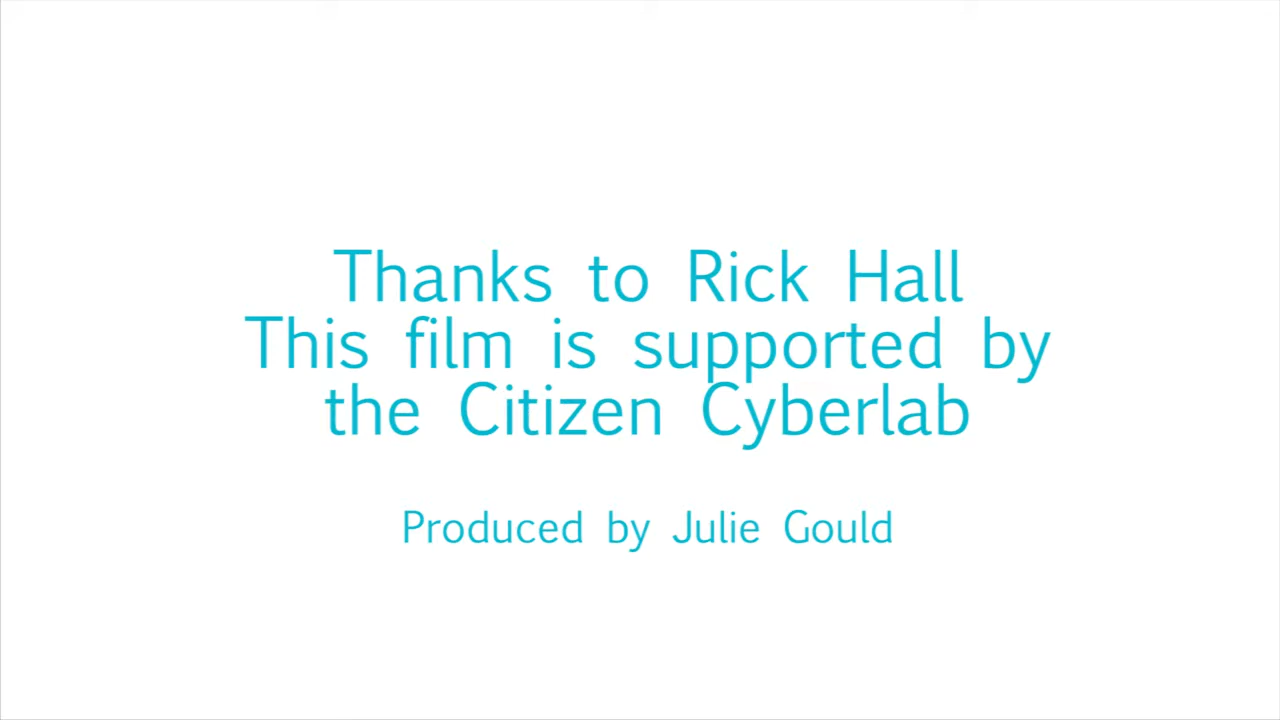 Thanks to Rick Hall
This film is supported by
the Citizen Cyberlab
Produced by Julie Gould